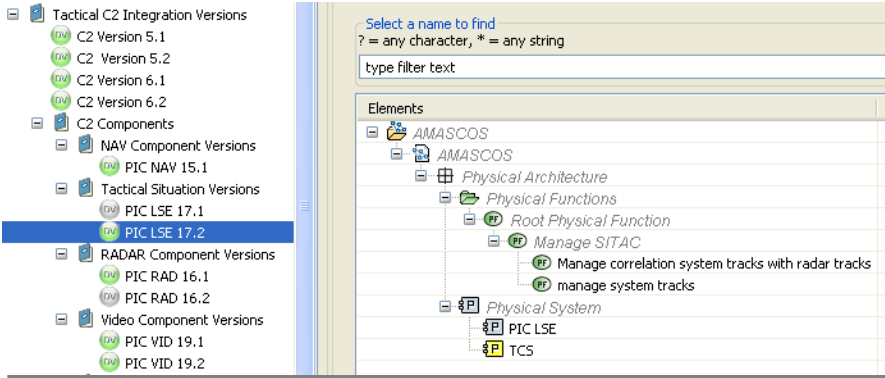 Tactical C2 Integration Versions
C2 Version 5.1
C2 Version 5.2
C2 Version 6.1
C2 Version 6.2
C2 Components
NAV Component Versions
PIC NAV 15.1
Tactical Situation Versions
PIC LSE 17.1
PIC LSE 17.2
RADAR Component Versions
PIC RAD 16.1
PIC RAD 16.2
Video Component Versions
PIC VID 19.1
PIC VID 19.2
Select a name to find
? = any character, * = any string
type filter text
Elements
AMASCOS
AMASCOS
Physical Architecture
Physical Functions
Root Physical Function
Manage SITAC
Manage correlation system tracks with radar tracks
manage system tracks
Physical System
PIC LSE
TCS